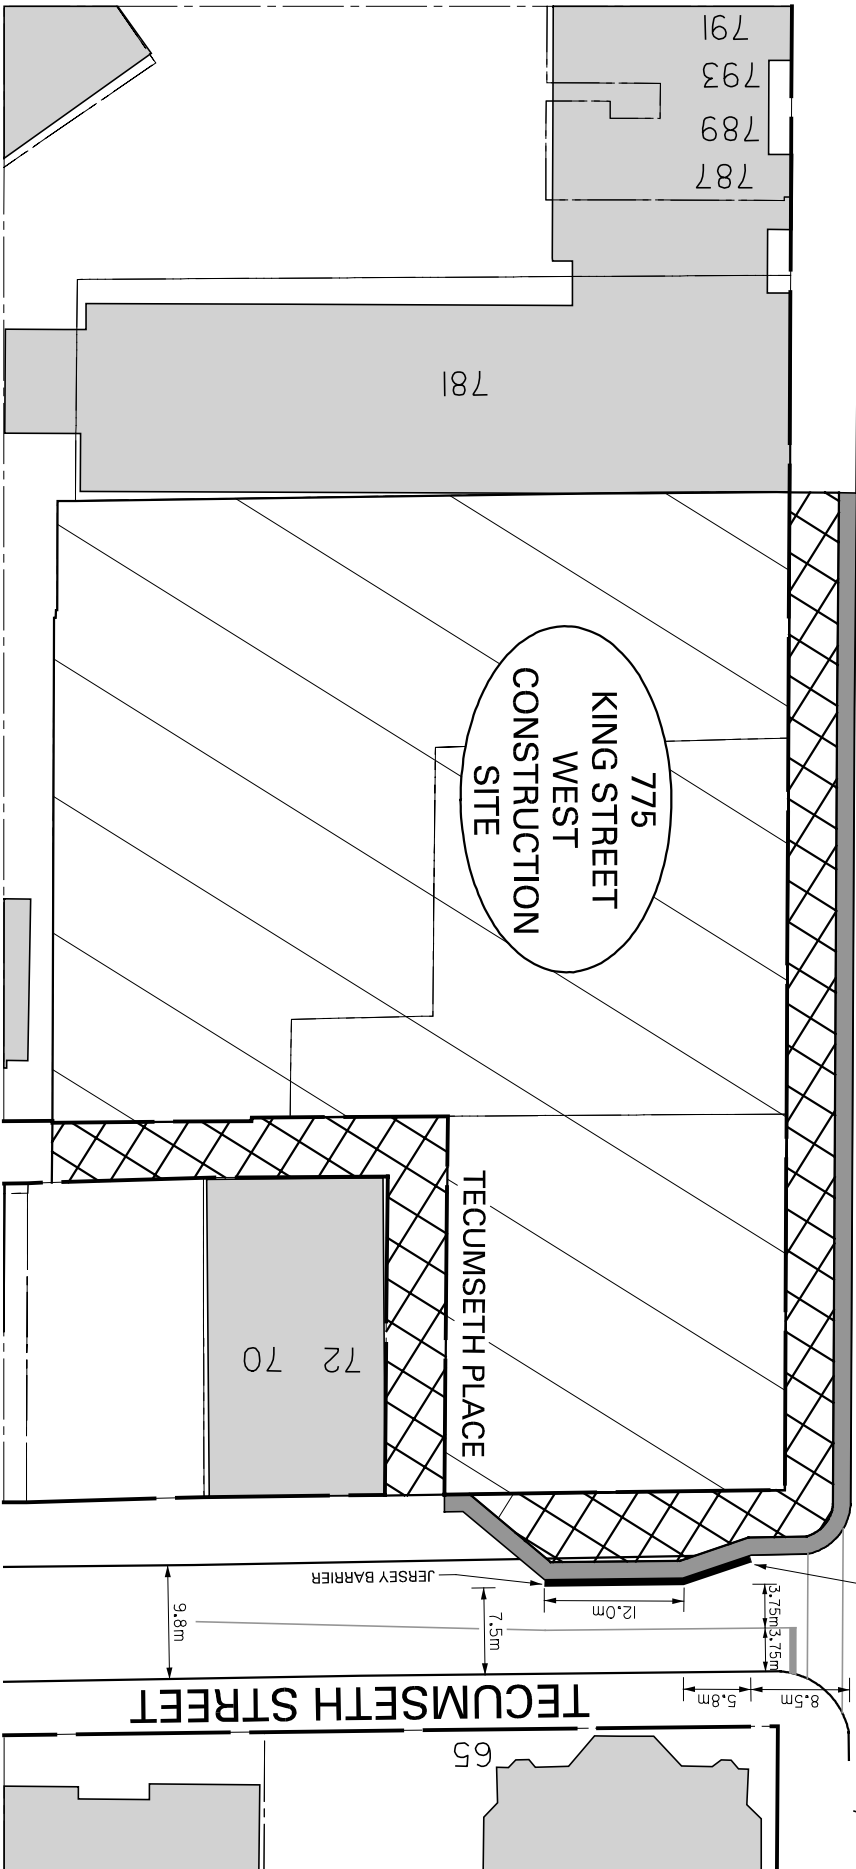 791
793
789
787
781
775
KING STREET
WEST
CONSTRUCTION
SITE
TECUMSETH PLACE
70
72
JERSEY BARRIER
9.8m
7.5m
12.0m
3.75m
3.75m
5.8m
8.5m
TECUMSETH STREET
65